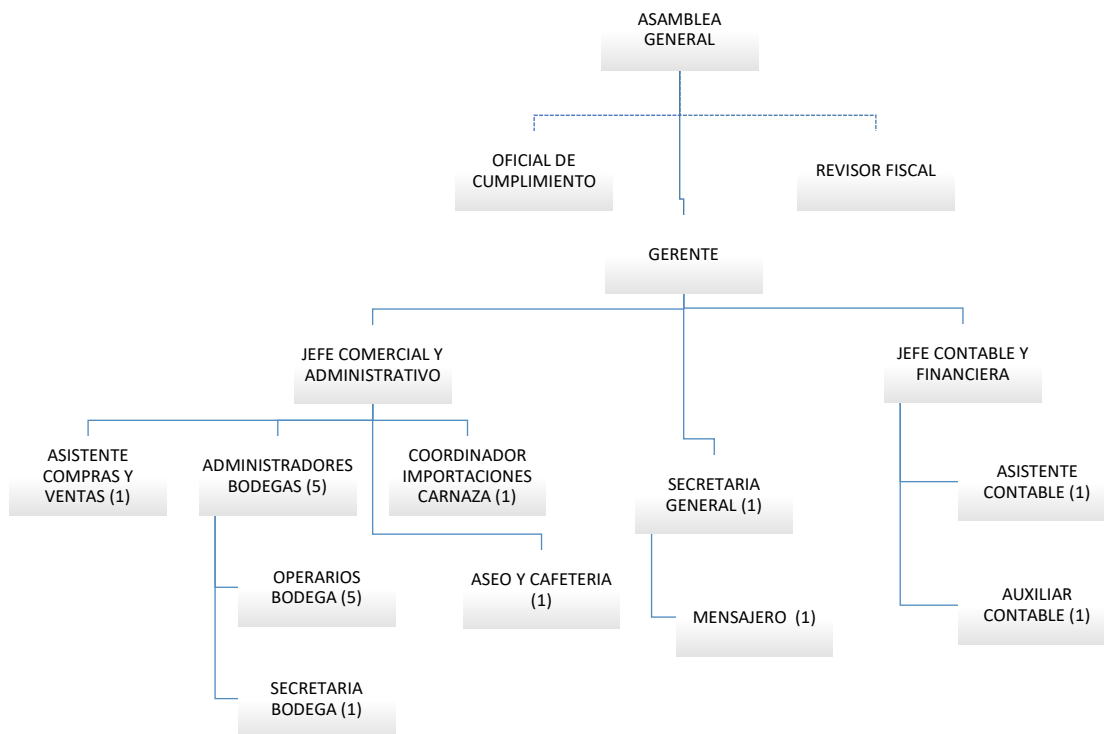 ASAMBLEA
GENERAL
OFICIAL DE
CUMPLIMIENTO
REVISOR FISCAL
GERENTE
JEFE COMERCIAL Y
ADMINISTRATIVO
JEFE CONTABLE Y
FINANCIERA
ASISTENTE
COMPRAS Y
VENTAS (1)
ADMINISTRADORES
BODEGAS (5)
COORDINADOR
IMPORTACIONES
CARNAZA (1)
SECRETARIA
GENERAL (1)
ASISTENTE
CONTABLE (1)
OPERARIOS
BODEGA (5)
ASEO Y CAFETERIA
(1)
MENSAJERO (1)
AUXILIAR
CONTABLE (1)
SECRETARIA
BODEGA (1)